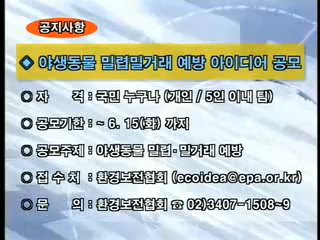 공지사항
◆ 야생동물 밀렵밀거래 예방 아이디어 공모
◎ 자 격 : 국민 누구나 (개인 / 5인 이내 팀)
◎ 공모기한 : ~ 6. 15(화) 까지
◎ 공모주제 : 야생동물 밀렵·밀거래 예방
◎ 접 수 처 : 환경보전협회 (ecoidea@epa.or.kr)
◎ 문 의 : 환경보전협회 ☎ 02)3407-1508~9